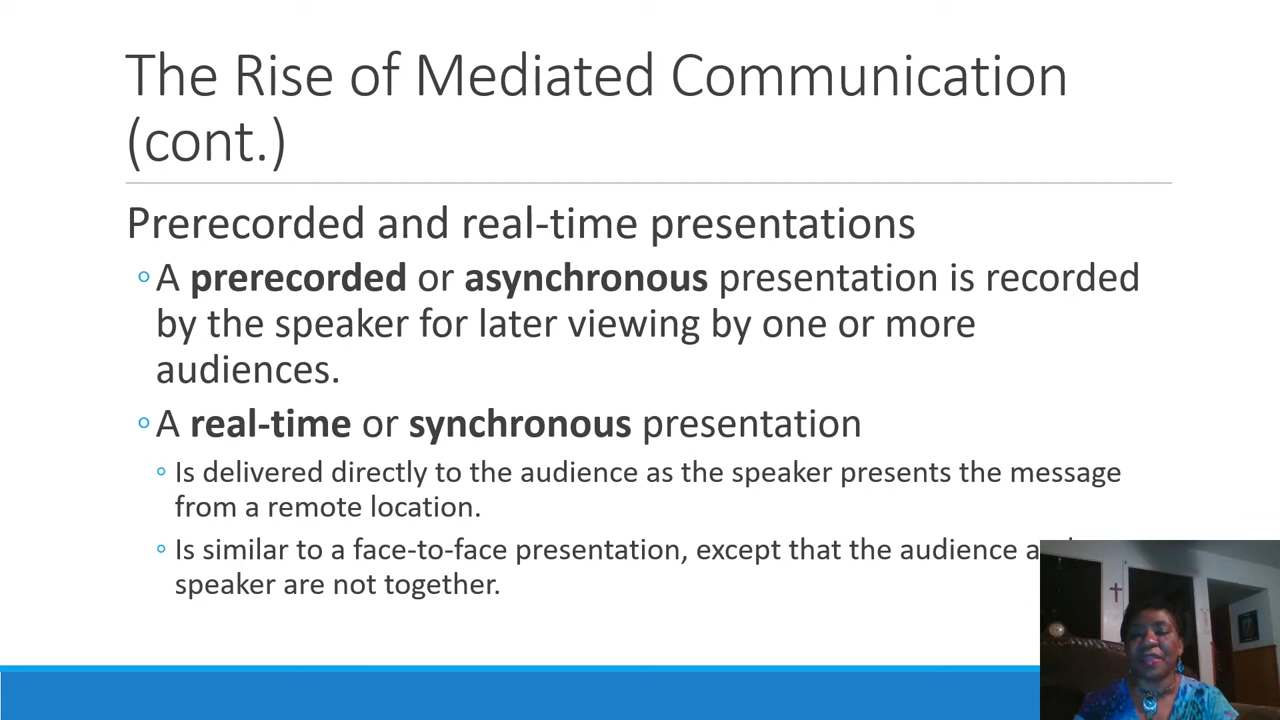 The Rise of Mediated Communication
(cont.)
Prerecorded and real-time presentations
A prerecorded or asynchronous presentation is recorded
by the speaker for later viewing by one or more
audiences.
A real-time or synchronous presentation
Is delivered directly to the audience as the speaker presents the message
from a remote location.
Is similar to a face-to-face presentation, except that the audience
speaker are not together.